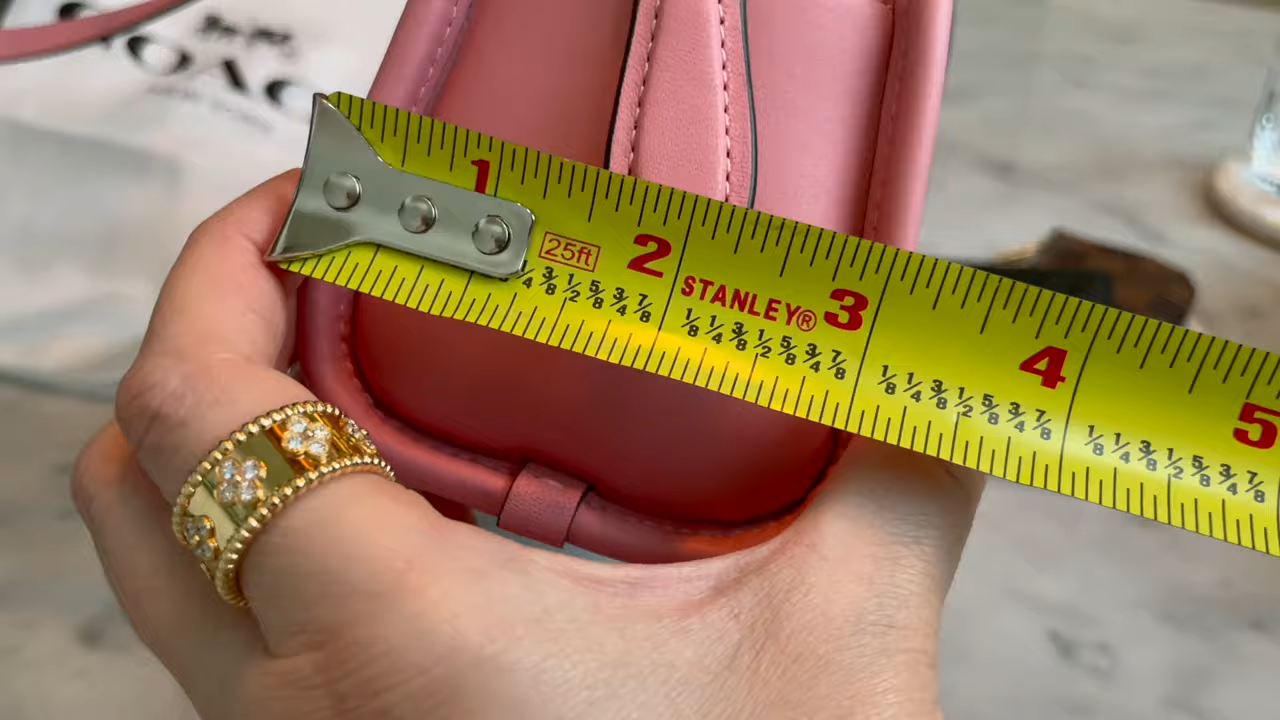 COAC
1
25ft
2
STANLEY®
3
4
5
1/4 3/8 1/2 5/8 3/4 7/8
1/8 1/4 3/8 1/2 5/8 3/4 7/8
1/8 1/4 3/8 1/2 5/8 3/4 7/8
1/8 1/4 3/8 1/2 5/8 3/4 7/8